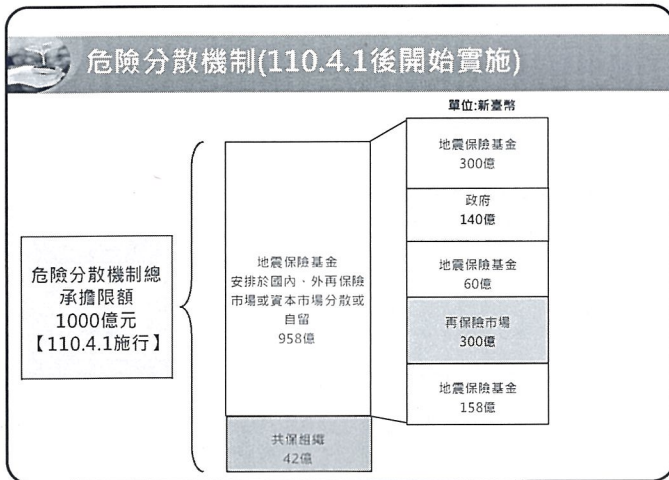 危險分散機制(110.4.1後開始實施)
單位:新臺幣
危險分散機制總
承擔限額
1000億元
【110.4.1施行】
地震保險基金
安排於國內、外再保險
市場或資本市場分散或
自留
958億
共保組織
42億
地震保險基金
300億
政府
140億
地震保險基金
60億
再保險市場
300億
地震保險基金
158億